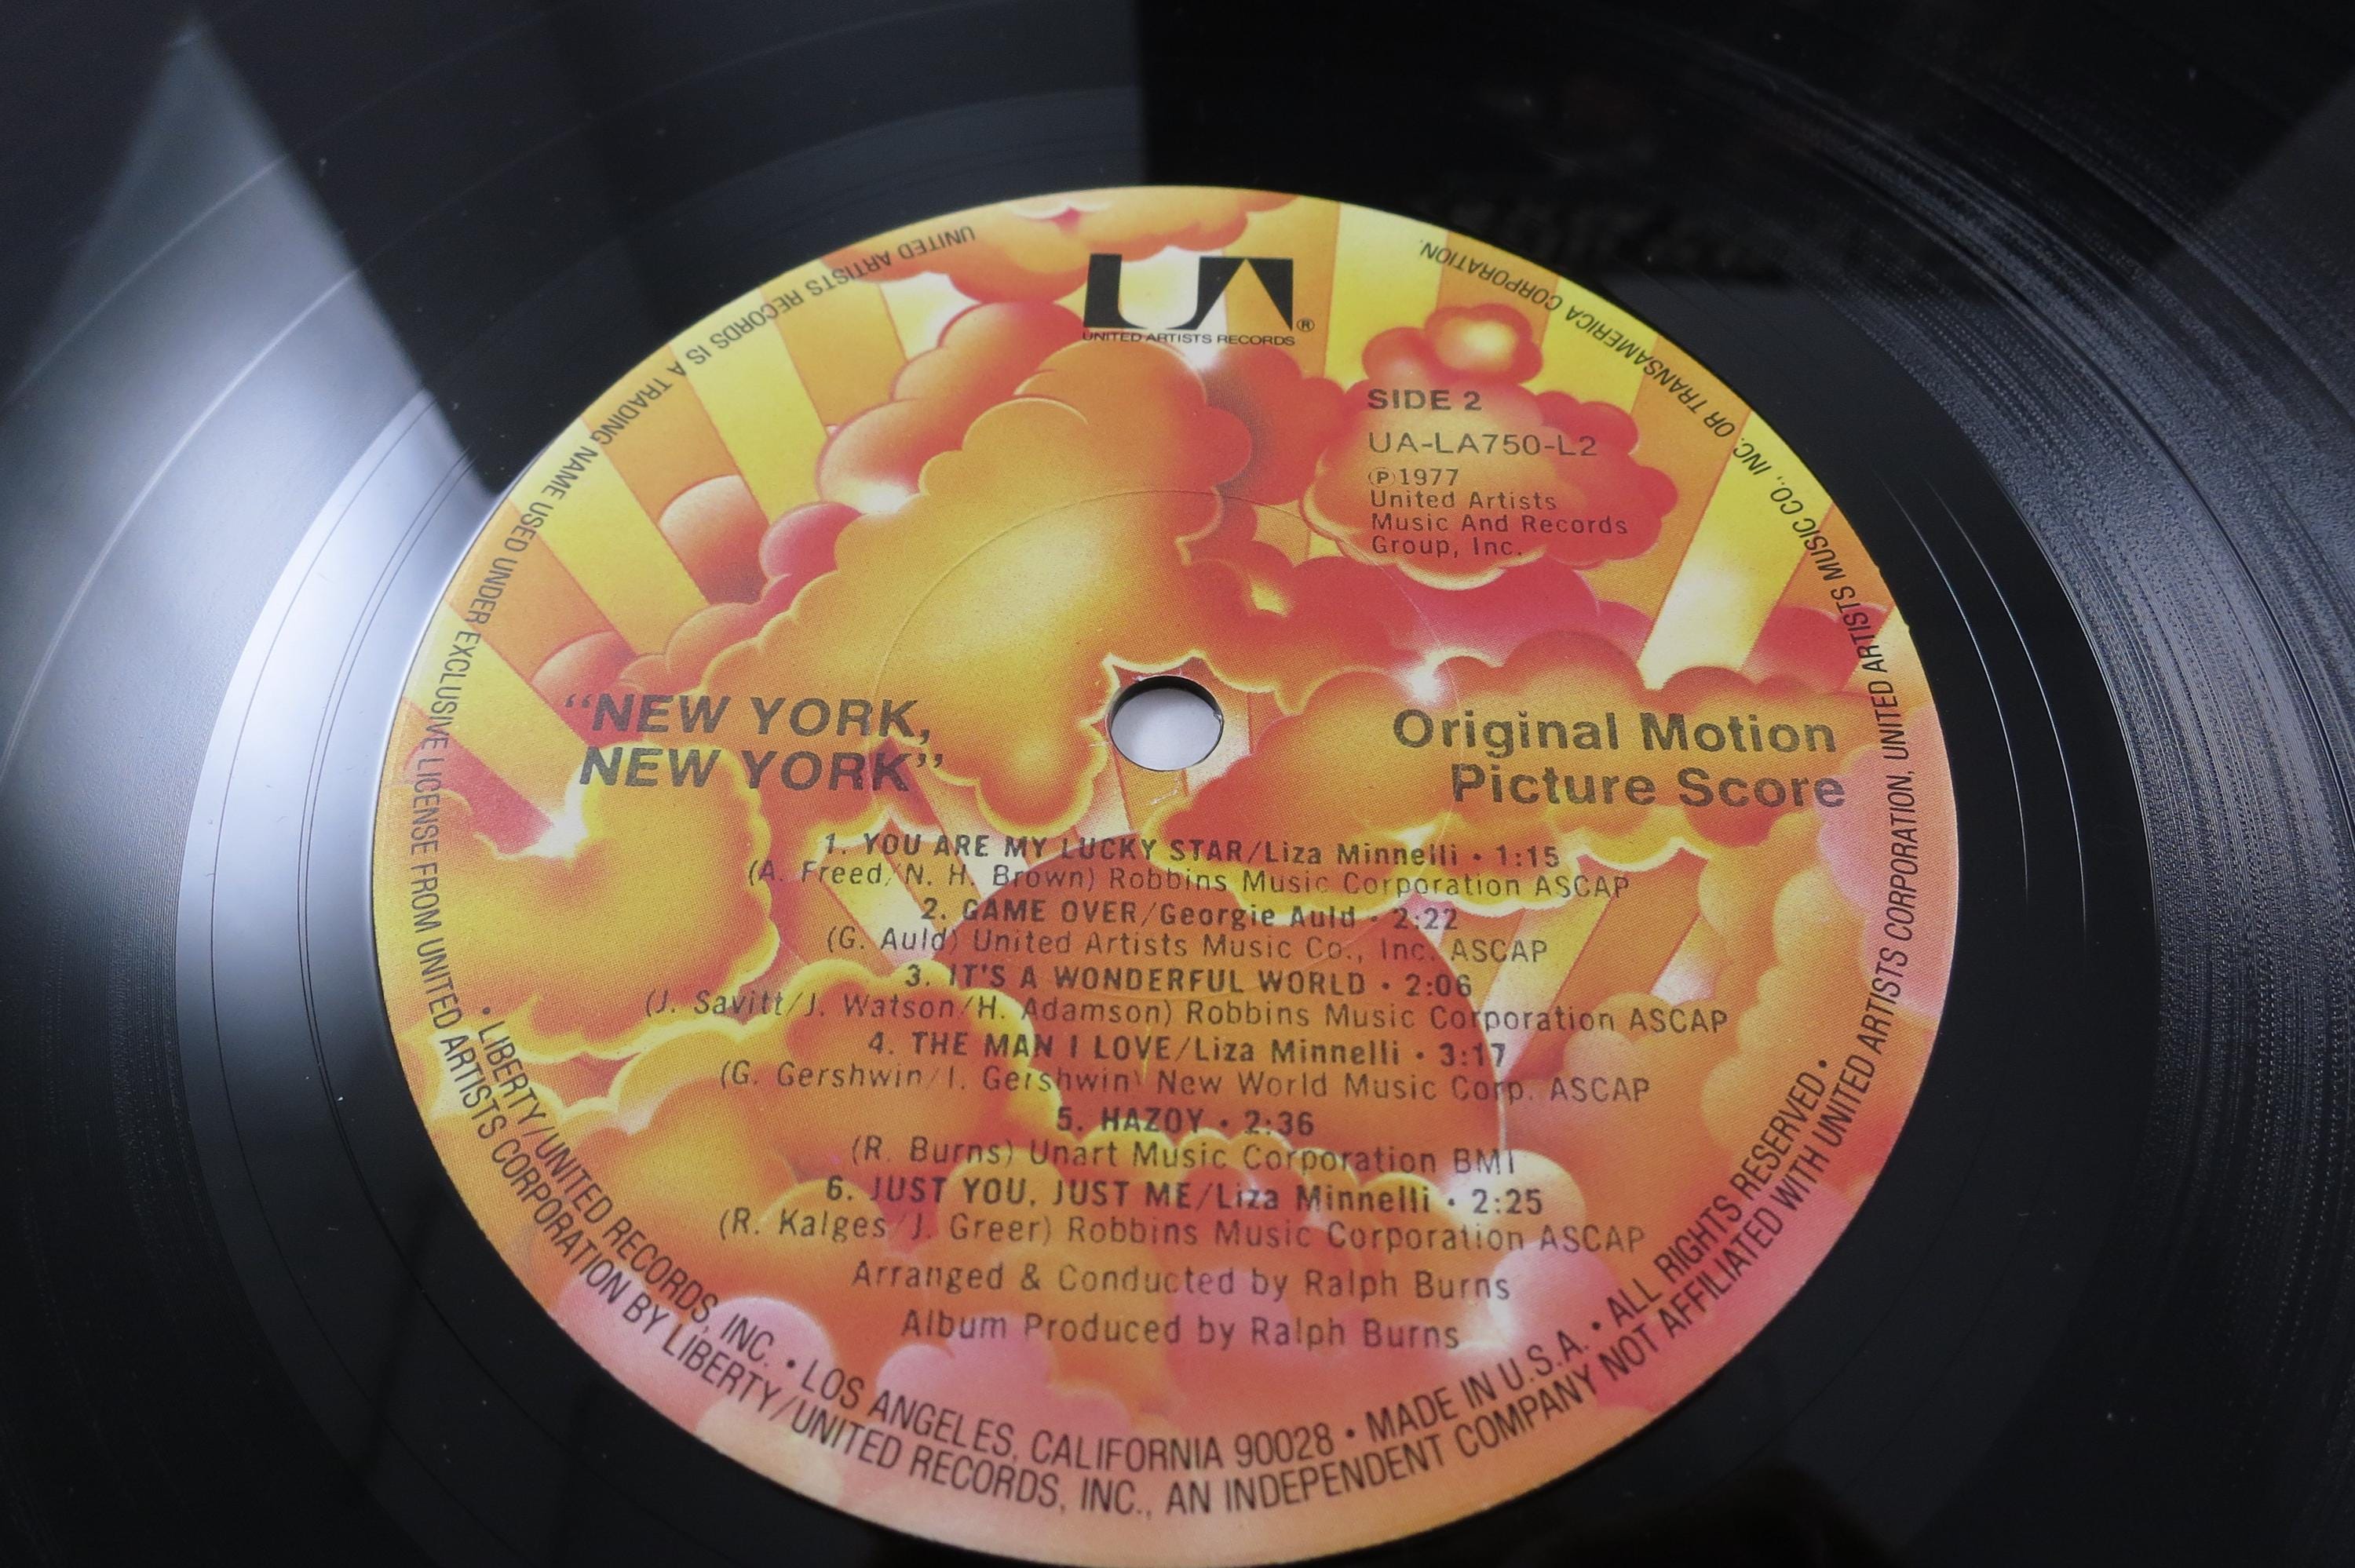 UA®
UNITED ARTISTS RECORDS
SIDE 2
UA-LA750-L2
℗1977
United Artists
Music And Records
Group, Inc.
“NEW YORK,
NEW YORK”
Original Motion
Picture Score
1. YOU ARE MY LUCKY STAR/Liza Minnelli • 1:15
(A. Freed/N. H. Brown) Robbins Music Corporation ASCAP
2. GAME OVER/Georgie Auld • 2:22
(G. Auld) United Artists Music Co., Inc. ASCAP
3. IT'S A WONDERFUL WORLD • 2:06
(J. Savitt/J. Watson/H. Adamson) Robbins Music Corporation ASCAP
4. THE MAN I LOVE/Liza Minnelli • 3:17
(G. Gershwin/I. Gershwin) New World Music Corp. ASCAP
5. HAZOY • 2:36
(R. Burns) Unart Music Corporation BMI
6. JUST YOU, JUST ME/Liza Minnelli • 2:25
(R. Kalges/J. Greer) Robbins Music Corporation ASCAP
Arranged & Conducted by Ralph Burns
Album Produced by Ralph Burns
• LIBERTY/UNITED RECORDS, INC. • LOS ANGELES, CALIFORNIA 90028 • MADE IN U.S.A. • ALL RIGHTS RESERVED •
UNITED ARTISTS RECORDS IS A TRADING NAME USED UNDER EXCLUSIVE LICENSE FROM UNITED ARTISTS CORPORATION BY LIBERTY/UNITED RECORDS, INC., AN INDEPENDENT COMPANY NOT AFFILIATED WITH UNITED ARTISTS CORPORATION, UNITED ARTISTS MUSIC CO., INC. OR TRANSAMERICA CORPORATION.